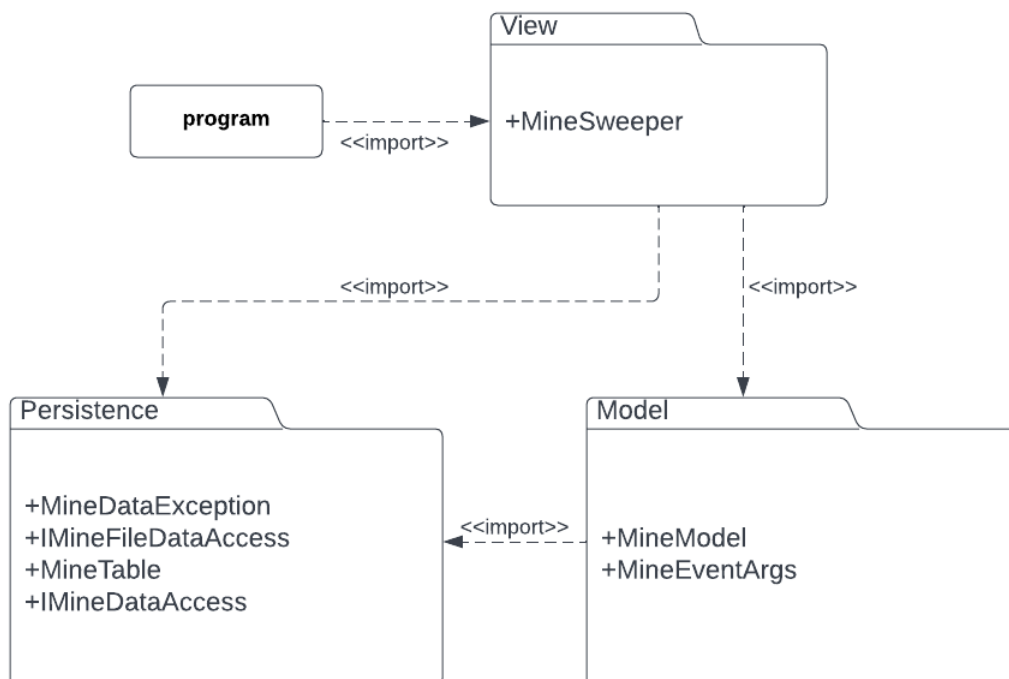 View
program
<<import>>
+MineSweeper
<<import>>
<<import>>
Persistence
Model
+MineDataException
+IMineFileDataAccess
+MineTable
+IMineDataAccess
<<import>>
+MineModel
+MineEventArgs